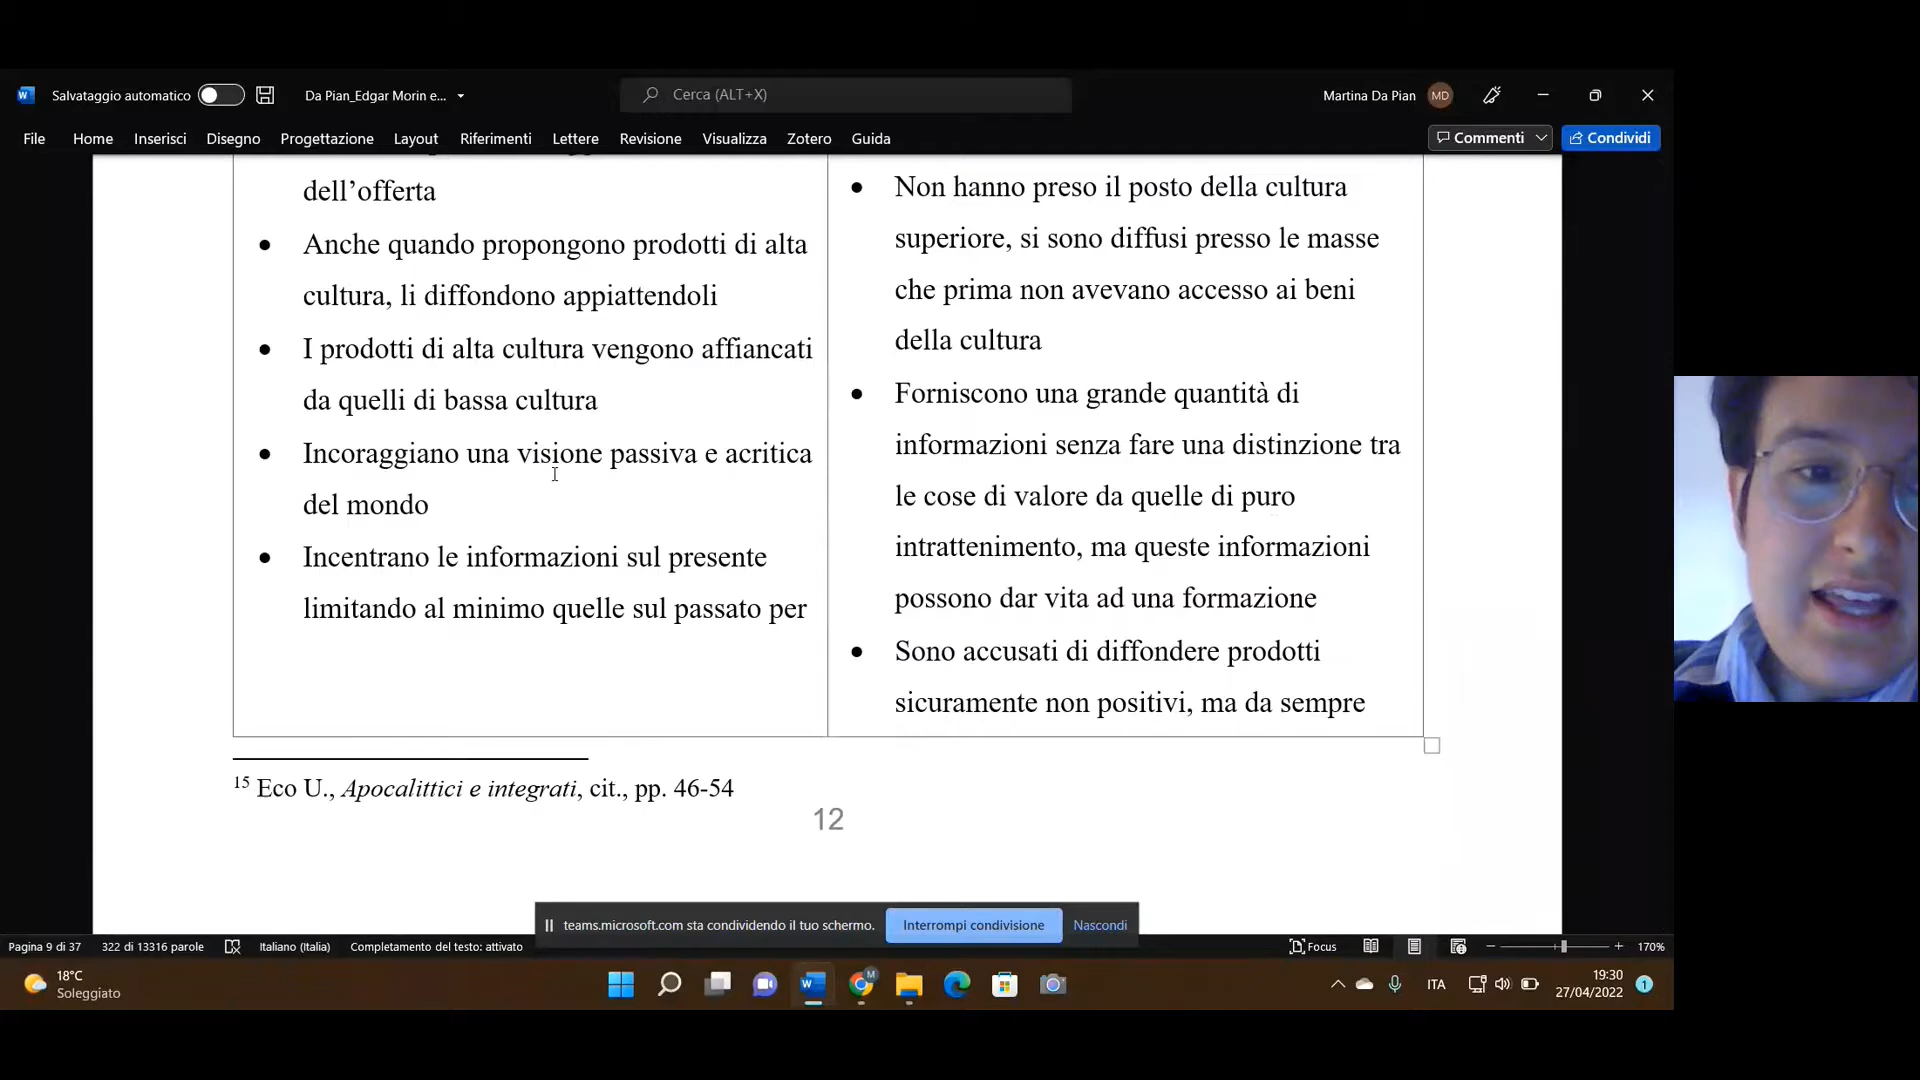 Salvataggio automatico
Da Pian_Edgar Morin e...
Cerca (ALT+X)
Martina Da Pian
MD
File
Home
Inserisci
Disegno
Progettazione
Layout
Riferimenti
Lettere
Revisione
Visualizza
Zotero
Guida
Commenti
Condividi
dell’offerta
• Anche quando propongono prodotti di alta
cultura, li diffondono appiattendoli
• I prodotti di alta cultura vengono affiancati
da quelli di bassa cultura
• Incoraggiano una visione passiva e acritica
del mondo
• Incentrano le informazioni sul presente
limitando al minimo quelle sul passato per
• Non hanno preso il posto della cultura
superiore, si sono diffusi presso le masse
che prima non avevano accesso ai beni
della cultura
• Forniscono una grande quantità di
informazioni senza fare una distinzione tra
le cose di valore da quelle di puro
intrattenimento, ma queste informazioni
possono dar vita ad una formazione
• Sono accusati di diffondere prodotti
sicuramente non positivi, ma da sempre
15 Eco U., Apocalittici e integrati, cit., pp. 46-54
12
teams.microsoft.com sta condividendo il tuo schermo.
Interrompi condivisione
Nascondi
Pagina 9 di 37
322 di 13316 parole
Italiano (Italia)
Completamento del testo: attivato
Focus
170%
18°C
Soleggiato
M
ITA
19:30
27/04/2022
1